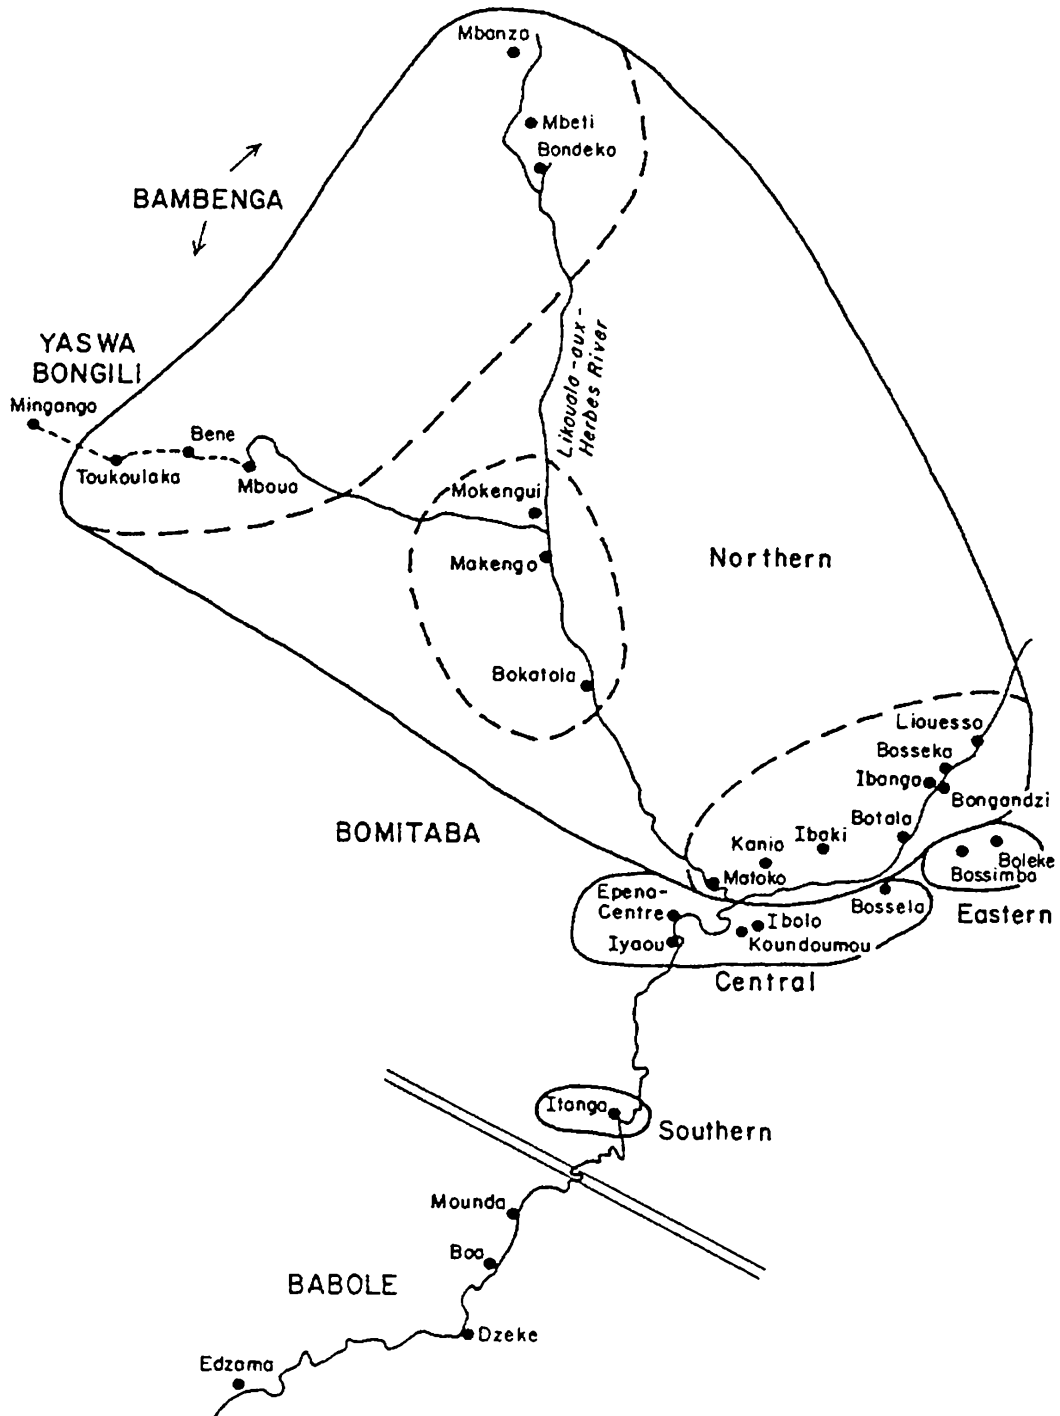 Mbanza
Mbeti
Bondeko
BAMBENGA
YASWA
BONGILI
Mingango
Bene
Toukoulaka
Mboua
Likouala-aux-
Herbes River
Mokengui
Makengo
Northern
Bokatola
Liouesso
Bosseka
Ibanga
Bongandzi
Botala
BOMITABA
Kanio
Ibaki
Matoko
Boleke
Bossimba
Epena-
Centre
Bossela
Eastern
Ibolo
Iyaou
Koundoumou
Central
Itanga
Southern
Mounda
Boa
BABOLE
Dzeke
Edzama